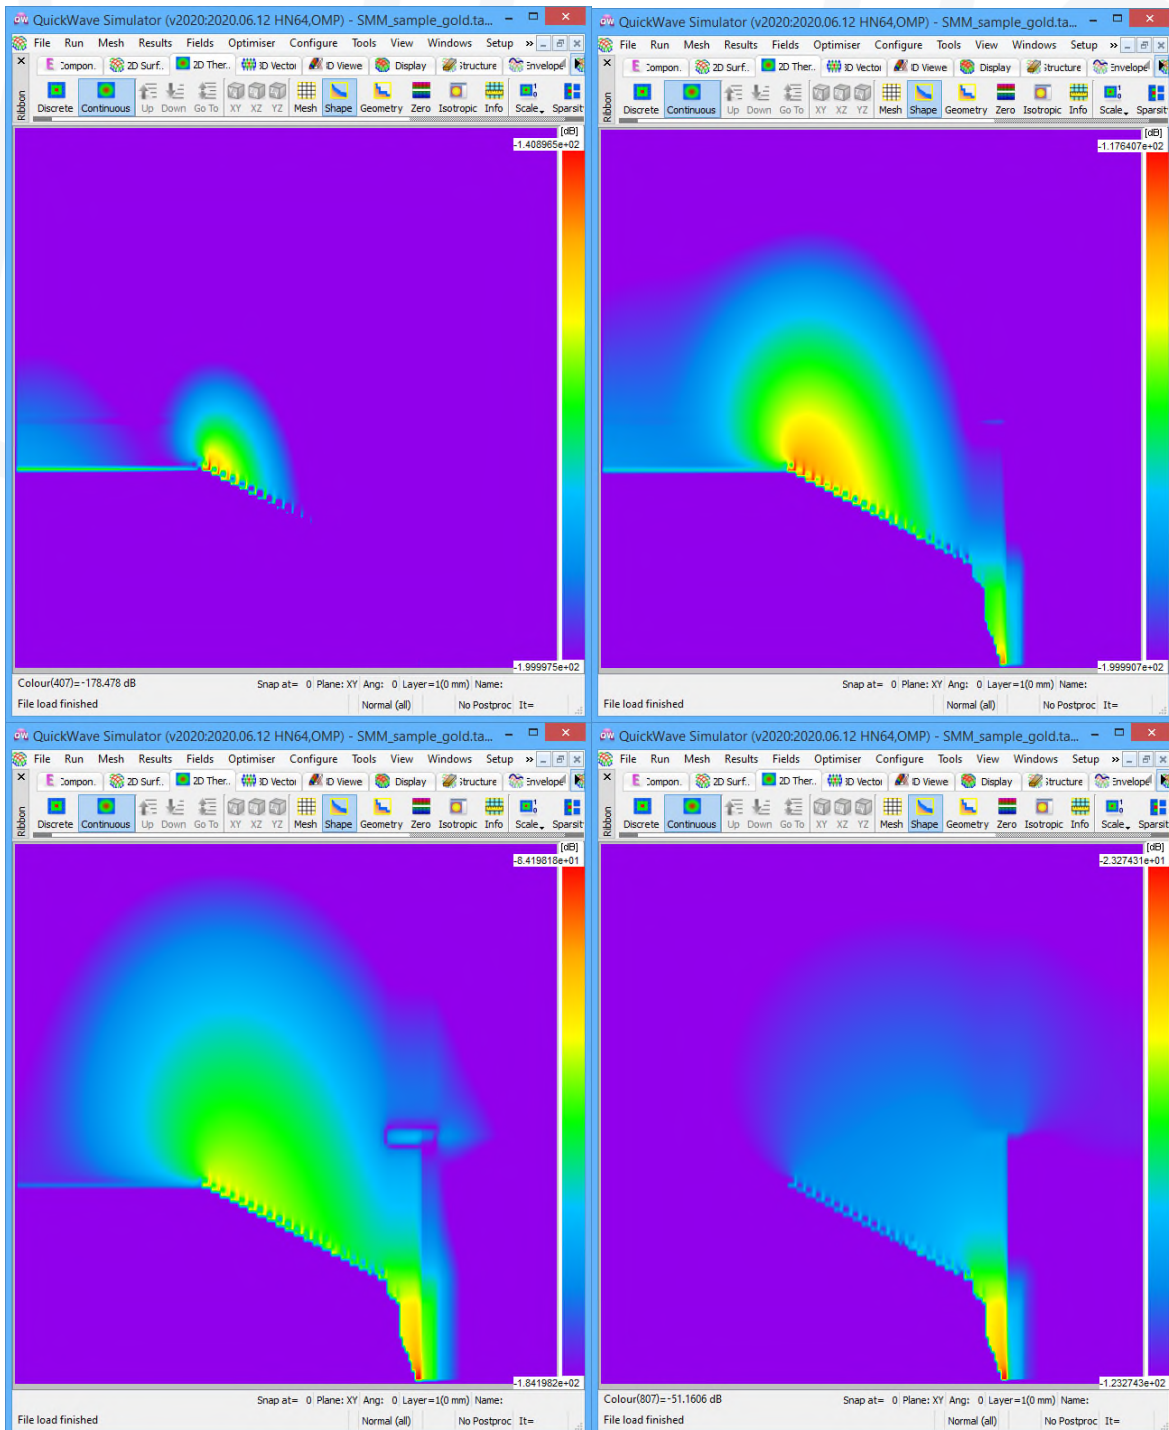 QuickWave Simulator (v2020:2020.06.12 HN64,OMP) - SMM_sample_gold.ta...
File Run Mesh Results Fields Optimiser Configure Tools View Windows Setup »
E 2D Surf.. 2D Ther.. Display
Ribbon
Discrete Continuous Up Down Go To XY XZ YZ Mesh Shape Geometry Zero Isotropic Info Scale Sparsit
[dB]
-1.408965e+02
-1.999975e+02
Colour(407)=-178.478 dB Snap at= 0 Plane: XY Ang: 0 Layer=1(0 mm) Name:
File load finished Normal (all) No Postproc It=
QuickWave Simulator (v2020:2020.06.12 HN64,OMP) - SMM_sample_gold.ta...
File Run Mesh Results Fields Optimiser Configure Tools View Windows Setup »
E 2D Surf.. 2D Ther.. Display
Ribbon
Discrete Continuous Up Down Go To XY XZ YZ Mesh Shape Geometry Zero Isotropic Info Scale Sparsit
[dB]
-1.176407e+02
-1.999907e+02
Snap at= 0 Plane: XY Ang: 0 Layer=1(0 mm) Name:
File load finished Normal (all) No Postproc It=
QuickWave Simulator (v2020:2020.06.12 HN64,OMP) - SMM_sample_gold.ta...
File Run Mesh Results Fields Optimiser Configure Tools View Windows Setup »
E 2D Surf.. 2D Ther.. Display
Ribbon
Discrete Continuous Up Down Go To XY XZ YZ Mesh Shape Geometry Zero Isotropic Info Scale Sparsit
[dB]
-8.419818e+01
-1.841982e+02
Snap at= 0 Plane: XY Ang: 0 Layer=1(0 mm) Name:
File load finished Normal (all) No Postproc It=
QuickWave Simulator (v2020:2020.06.12 HN64,OMP) - SMM_sample_gold.ta...
File Run Mesh Results Fields Optimiser Configure Tools View Windows Setup »
E 2D Surf.. 2D Ther.. Display
Ribbon
Discrete Continuous Up Down Go To XY XZ YZ Mesh Shape Geometry Zero Isotropic Info Scale Sparsit
[dB]
-2.327431e+01
-1.232743e+02
Colour(807)=-51.1606 dB Snap at= 0 Plane: XY Ang: 0 Layer=1(0 mm) Name:
File load finished Normal (all) No Postproc It=